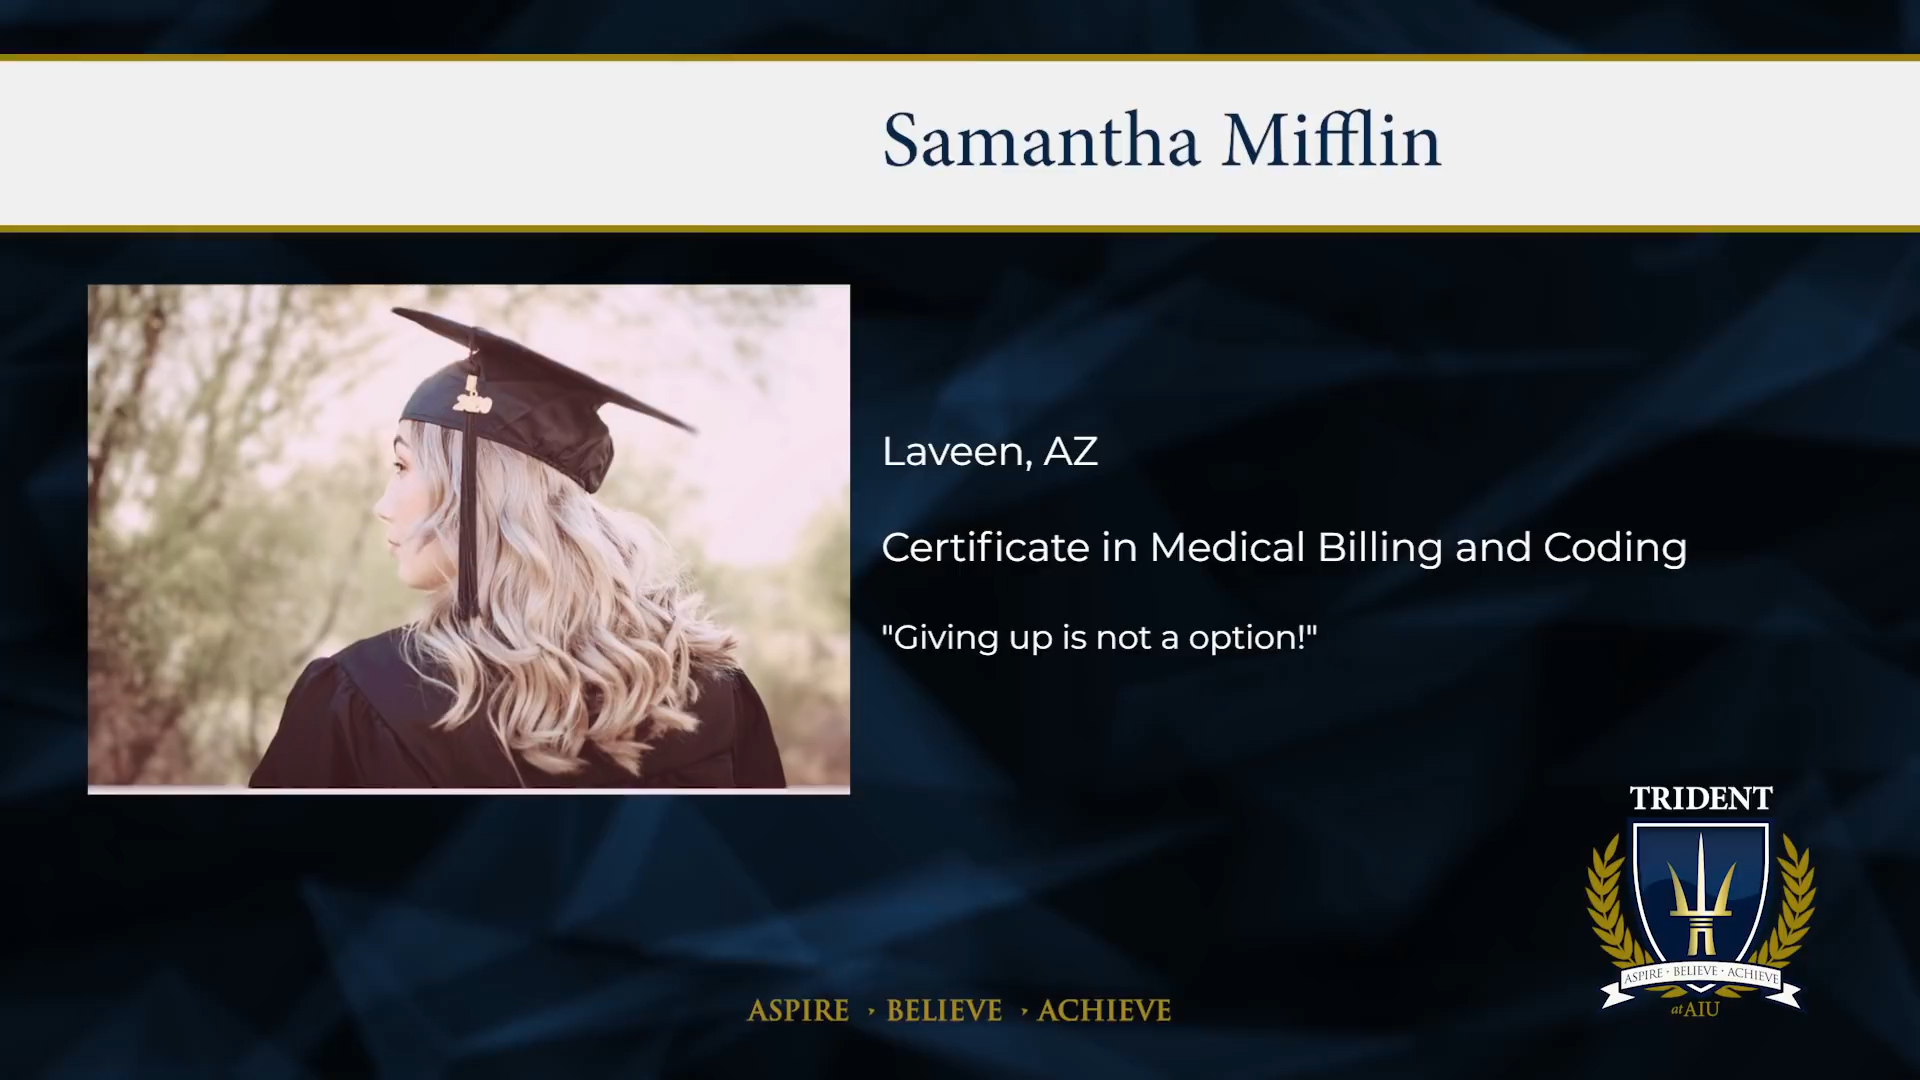 Samantha Mifflin
Laveen, AZ
Certificate in Medical Billing and Coding
"Giving up is not a option!"
TRIDENT
ASPIRE · BELIEVE · ACHIEVE
at AIU
ASPIRE · BELIEVE · ACHIEVE